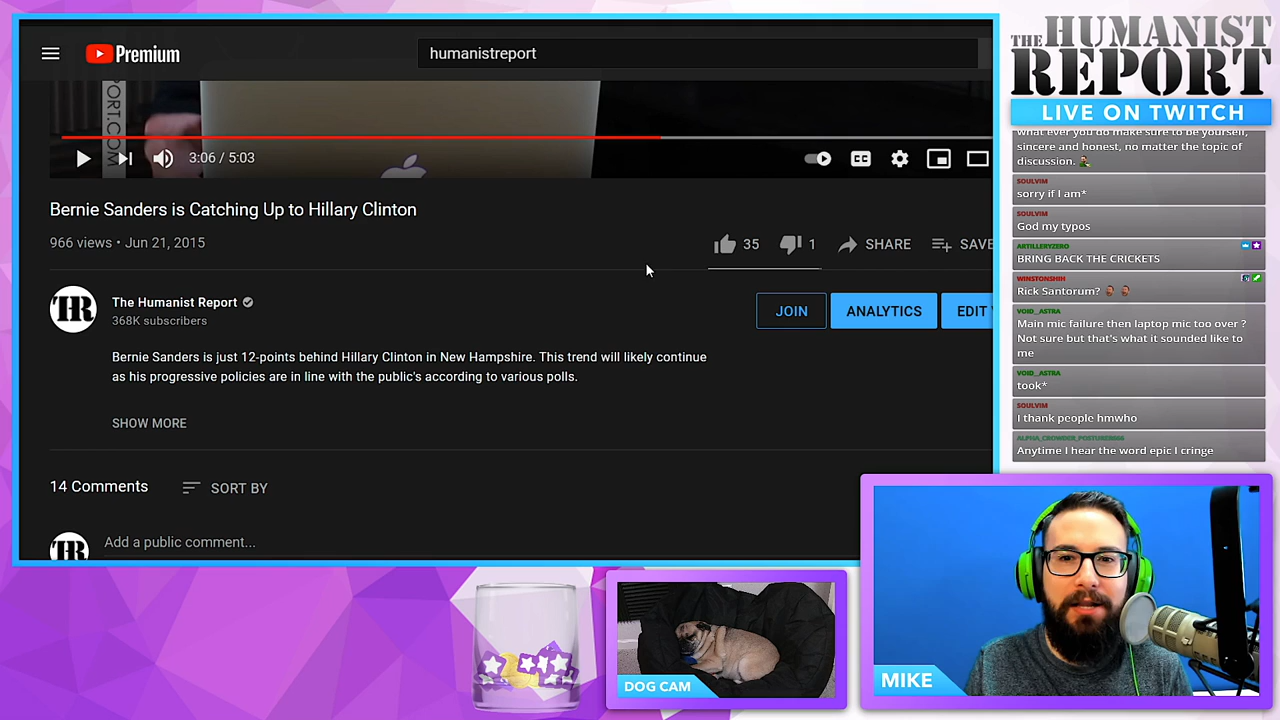 Premium
humanistreport
ORT.COM
3:06 / 5:03
CC
Bernie Sanders is Catching Up to Hillary Clinton
966 views • Jun 21, 2015
35
1
SHARE
SAVE
THR
The Humanist Report
368K subscribers
JOIN
ANALYTICS
EDIT
Bernie Sanders is just 12-points behind Hillary Clinton in New Hampshire. This trend will likely continue
as his progressive policies are in line with the public's according to various polls.
SHOW MORE
14 Comments
SORT BY
THR
Add a public comment...
THE HUMANIST
REPORT
LIVE ON TWITCH
what ever you do make sure to be yourself,
sincere and honest, no matter the topic of
discussion.
SOULVIM
sorry if I am*
SOULVIM
God my typos
ARTILLERYZERO
BRING BACK THE CRICKETS
WINSTONSHIH
Rick Santorum?
VOID_ASTRA
Main mic failure then laptop mic too over ?
Not sure but that's what it sounded like to
me
VOID_ASTRA
took*
SOULVIM
I thank people hmwho
Anytime I hear the word epic I cringe
DOG CAM
MIKE